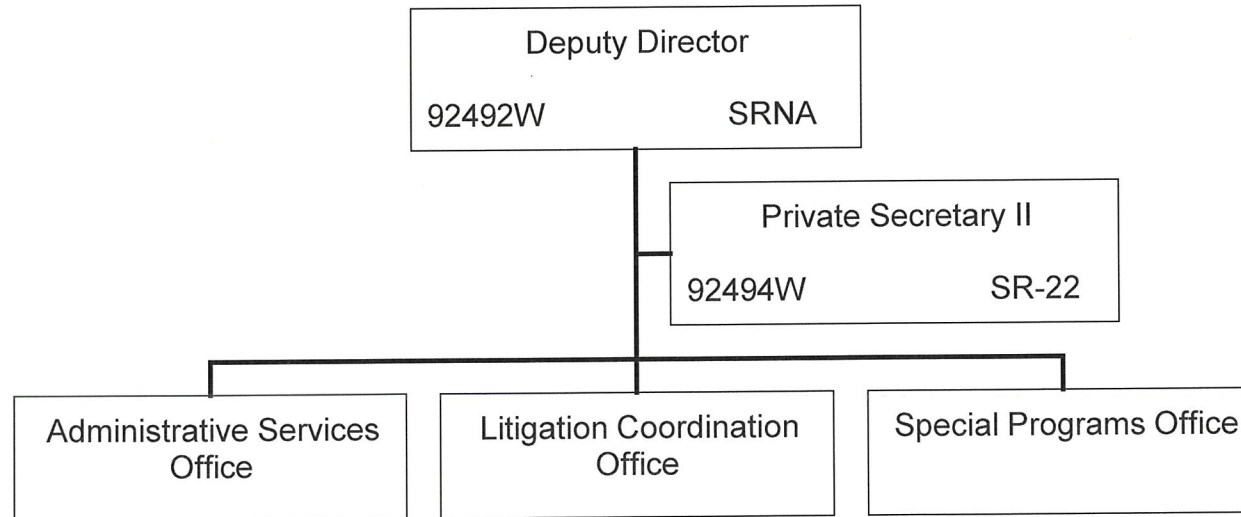 Deputy Director
92492W SRNA
Private Secretary II
92494W SR-22
Administrative Services
Office
Litigation Coordination
Office
Special Programs Office